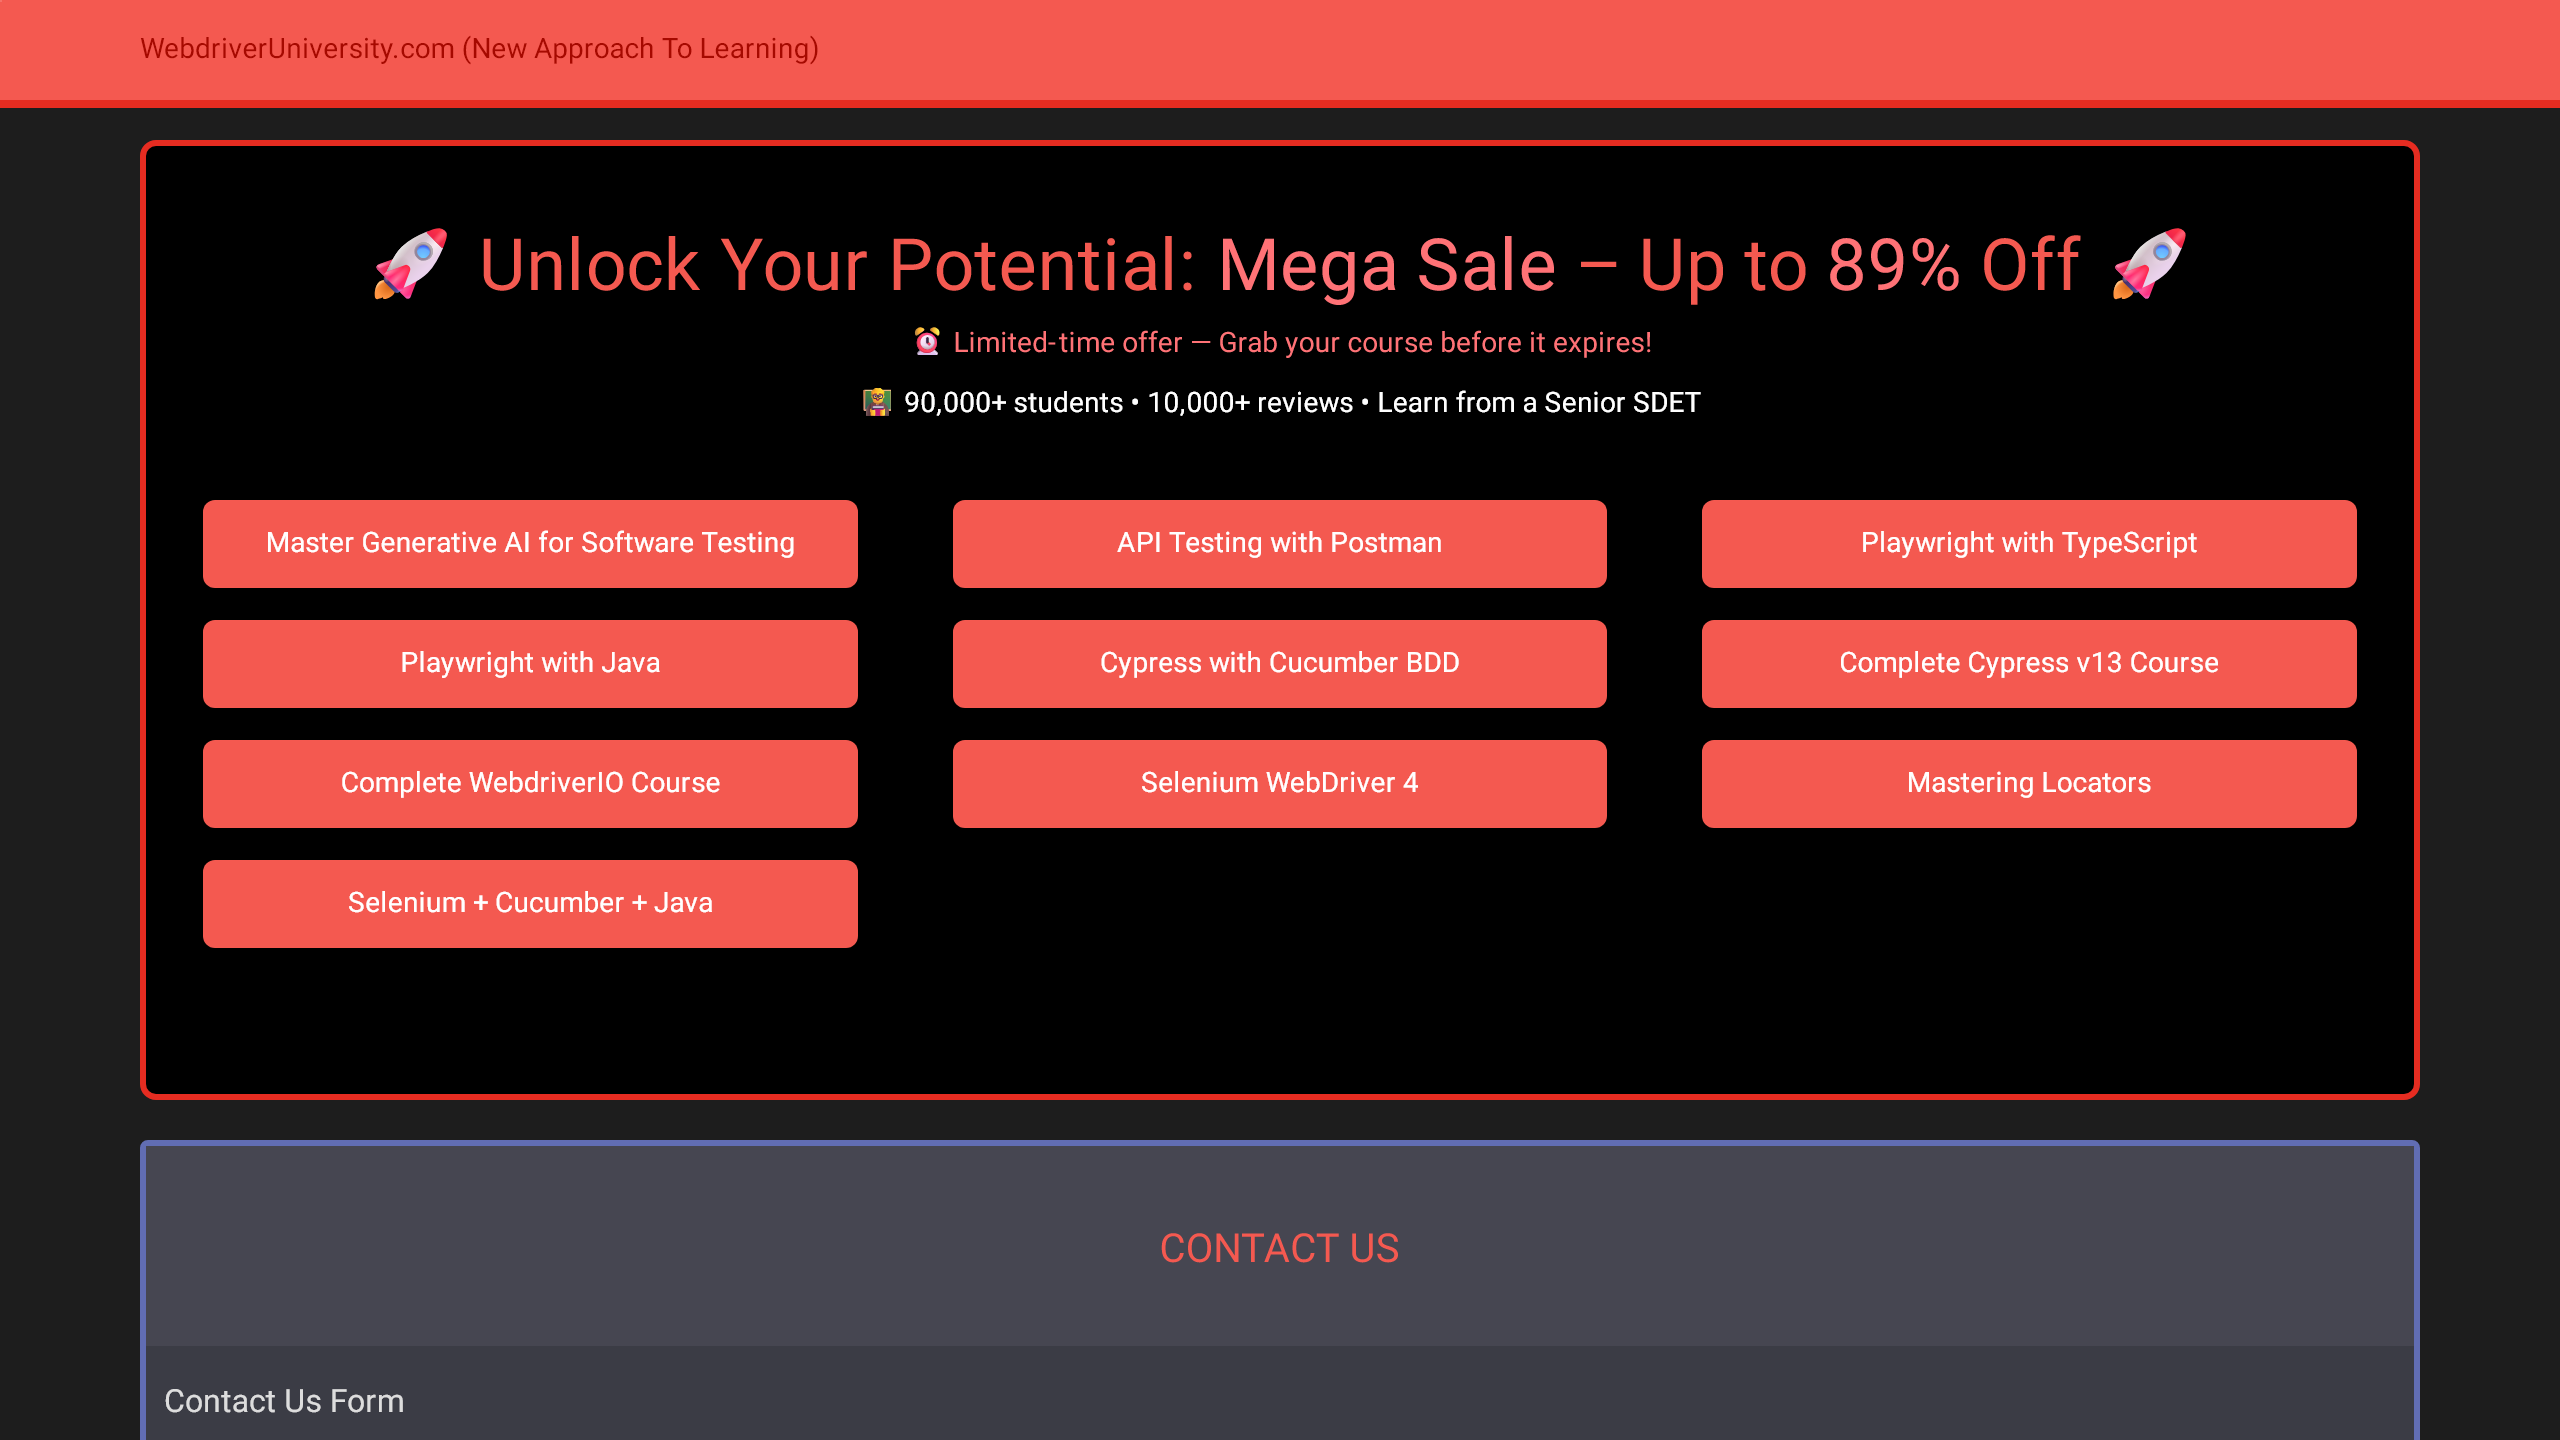 WebdriverUniversity.com (New Approach To Learning)
🚀 Unlock Your Potential: Mega Sale – Up to 89% Off 🚀
⏰ Limited-time offer — Grab your course before it expires!
👩‍🏫 90,000+ students • 10,000+ reviews • Learn from a Senior SDET
Master Generative AI for Software Testing
API Testing with Postman
Playwright with TypeScript
Playwright with Java
Cypress with Cucumber BDD
Complete Cypress v13 Course
Complete WebdriverIO Course
Selenium WebDriver 4
Mastering Locators
Selenium + Cucumber + Java
CONTACT US
Contact Us Form